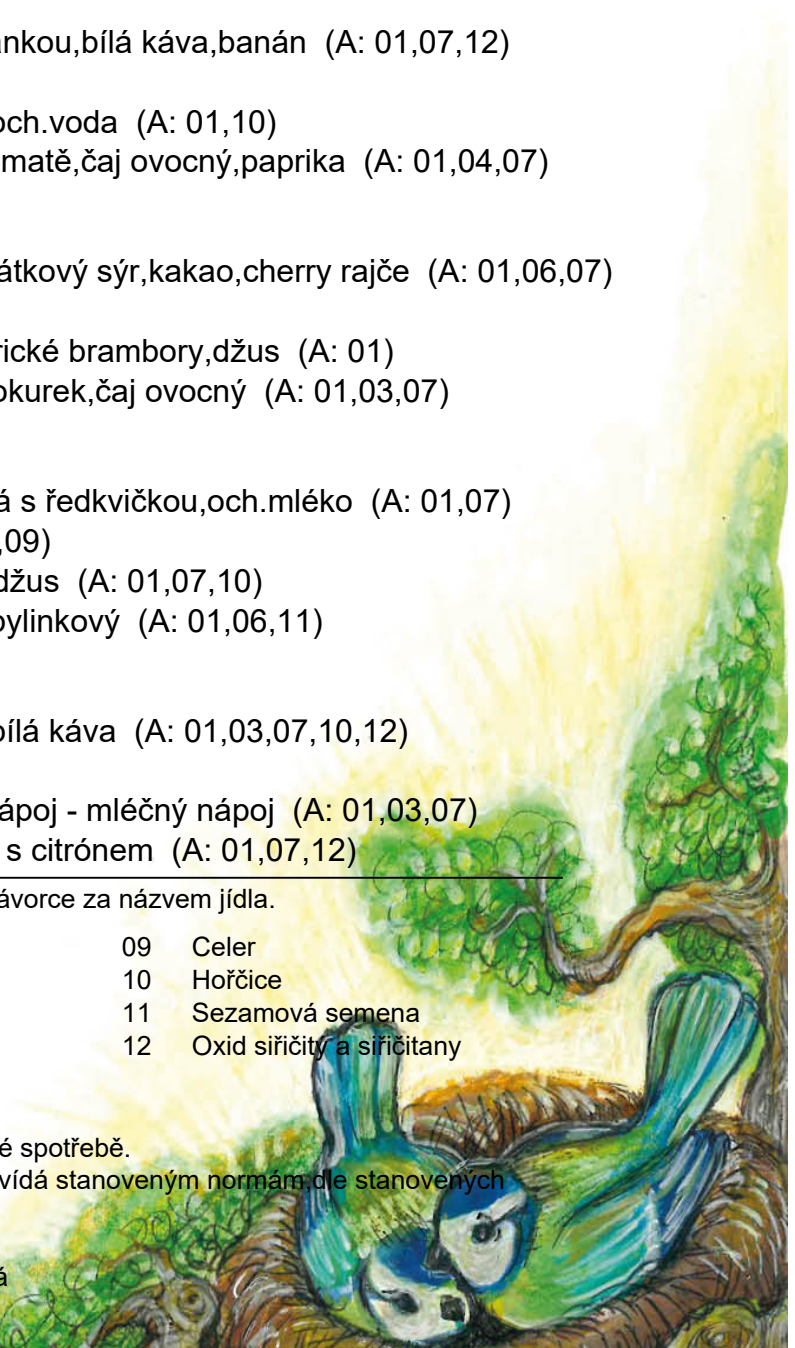 ankou,bílá káva,banán (A: 01,07,12)
och.voda (A: 01,10)
matě,čaj ovocný,paprika (A: 01,04,07)
átkový sýr,kakao,cherry rajče (A: 01,06,07)
rické brambory,džus (A: 01)
okurek,čaj ovocný (A: 01,03,07)
á s ředkvičkou,och.mléko (A: 01,07)
,09)
džus (A: 01,07,10)
bylinkový (A: 01,06,11)
bílá káva (A: 01,03,07,10,12)
ápoj - mléčný nápoj (A: 01,03,07)
s citrónem (A: 01,07,12)
ávorce za názvem jídla.
09 Celer
10 Hořčice
11 Sezamová semena
12 Oxid siřičitý a siřičitany
é spotřebě.
vídá stanoveným normám,dle stanovených
á